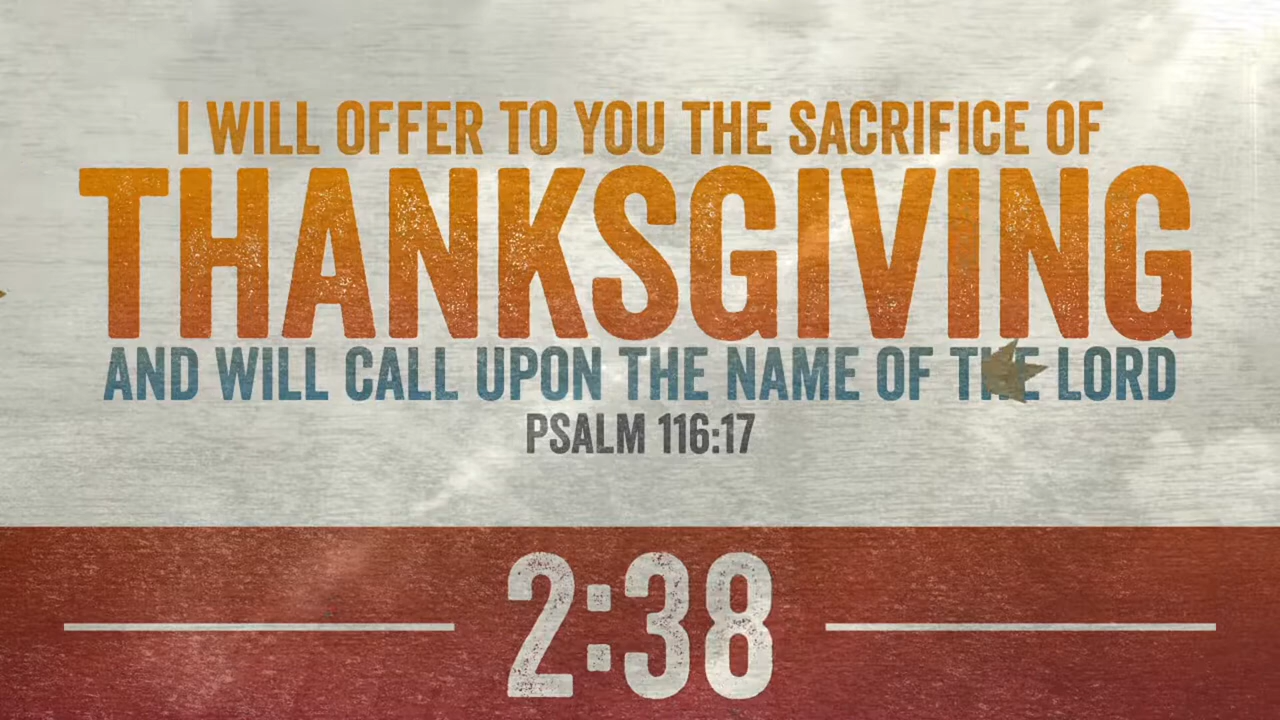 I WILL OFFER TO YOU THE SACRIFICE OF
THANKSGIVING
AND WILL CALL UPON THE NAME OF THE LORD
PSALM 116:17
2:38